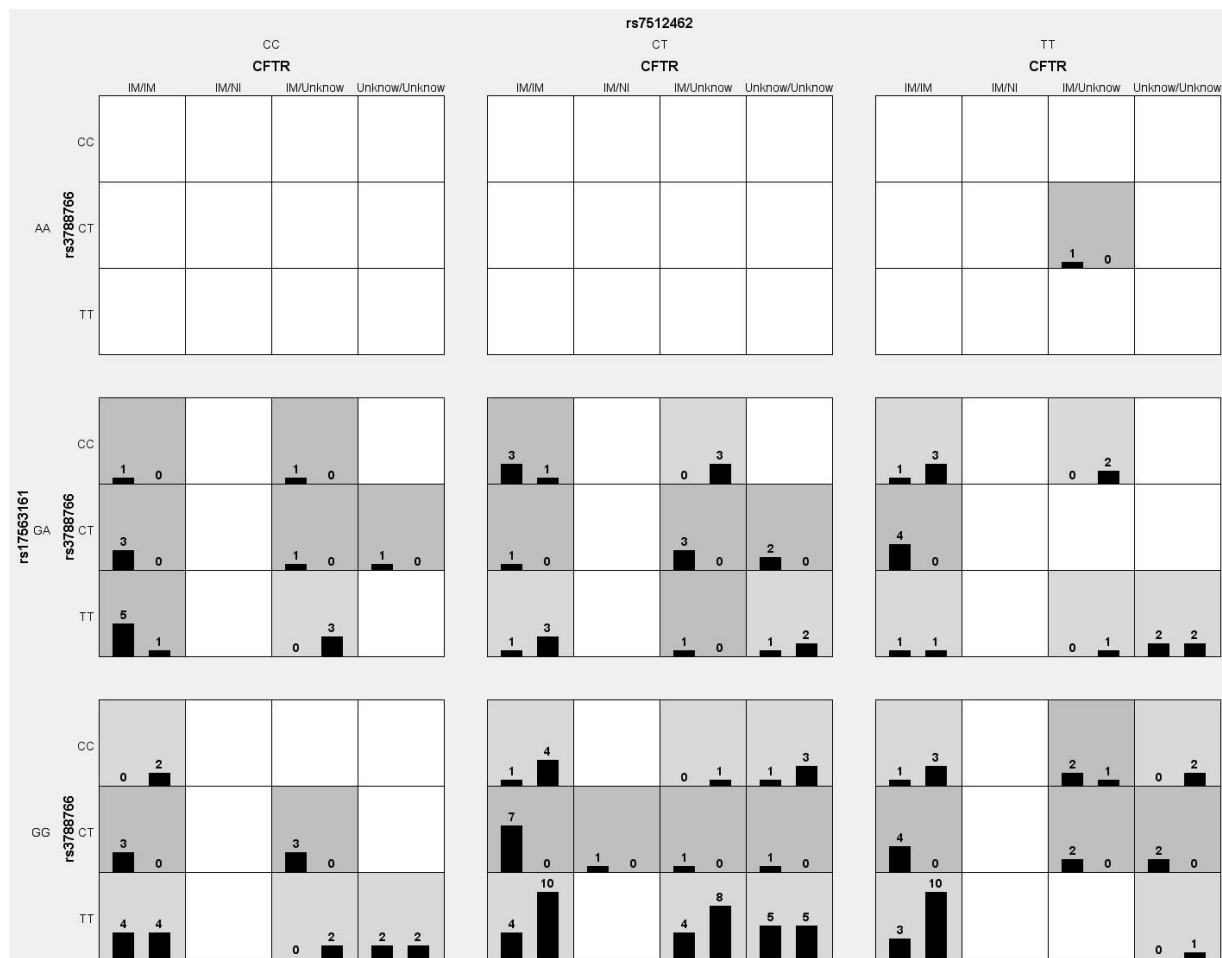 rs7512462
CC CT TT
CFTR CFTR CFTR
IM/IM IM/NI IM/Unknow Unknow/Unknow IM/IM IM/NI IM/Unknow Unknow/Unknow IM/IM IM/NI IM/Unknow Unknow/Unknow
CC
AA rs3788766 CT 1 0
TT
rs17563161
CC 1 0 1 0 3 1 0 3 1 3 0 2
GA rs3788766 CT 3 0 1 0 1 0 1 0 3 0 2 0 4 0
TT 5 1 0 3 1 3 1 0 1 2 1 1 0 1 2 2
CC 0 2 1 4 0 1 1 3 1 3 2 1 0 2
GG rs3788766 CT 3 0 3 0 7 0 1 0 1 0 1 0 4 0 2 0 2 0
TT 4 4 0 2 2 2 4 10 4 8 5 5 3 10 0 1